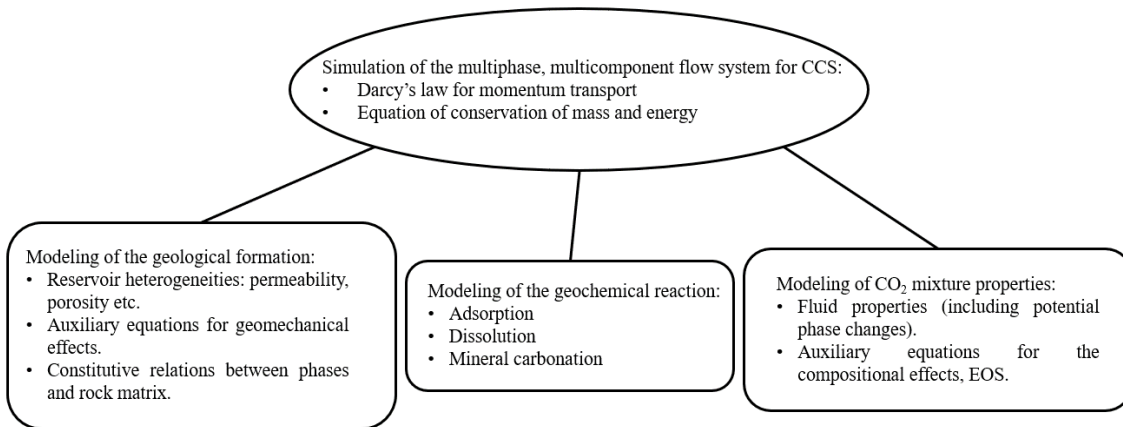 Simulation of the multiphase, multicomponent flow system for CCS:
• Darcy’s law for momentum transport
• Equation of conservation of mass and energy
Modeling of the geological formation:
• Reservoir heterogeneities: permeability,
porosity etc.
• Auxiliary equations for geomechanical
effects.
• Constitutive relations between phases
and rock matrix.
Modeling of the geochemical reaction:
• Adsorption
• Dissolution
• Mineral carbonation
Modeling of CO₂ mixture properties:
• Fluid properties (including potential
phase changes).
• Auxiliary equations for the
compositional effects, EOS.